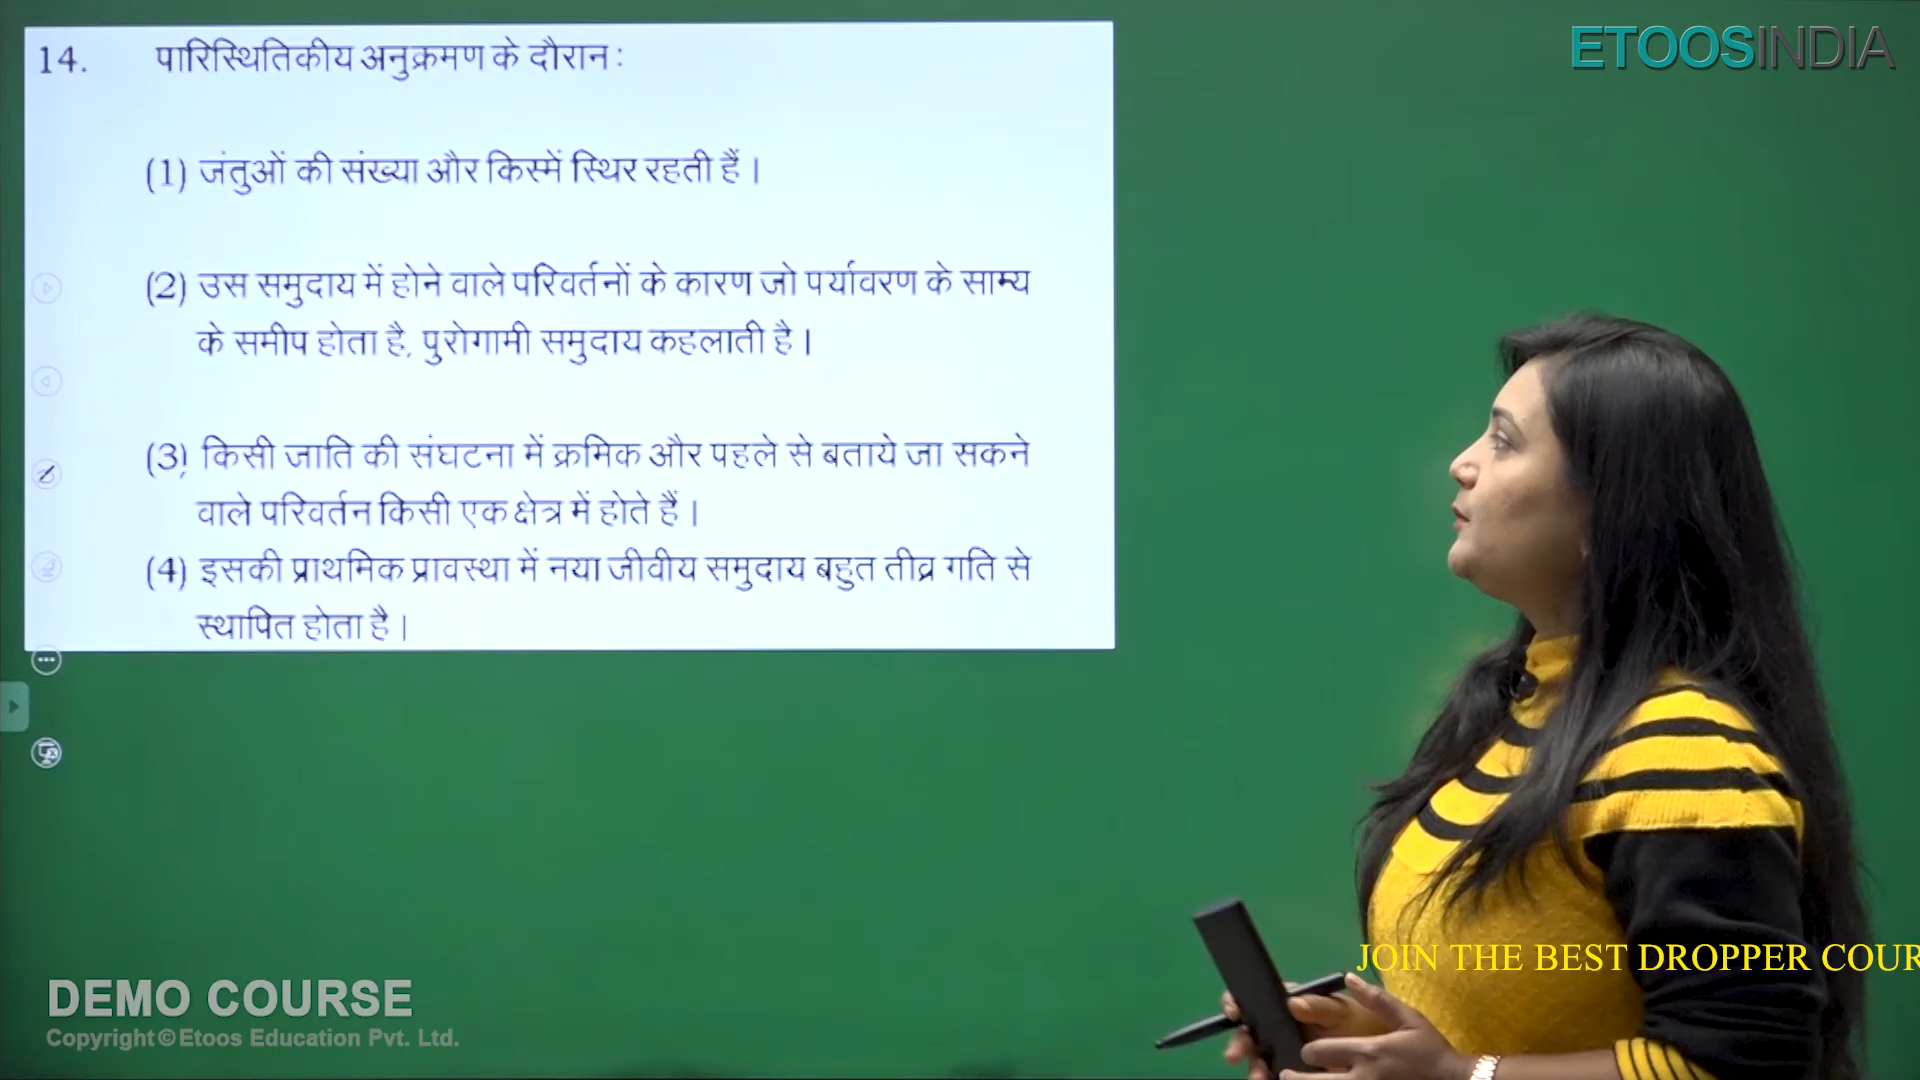 ETOOSINDIA
14. पारिस्थितिकीय अनुक्रमण के दौरान :
(1) जंतुओं की संख्या और किस्में स्थिर रहती हैं ।
(2) उस समुदाय में होने वाले परिवर्तनों के कारण जो पर्यावरण के साम्य
के समीप होता है, पुरोगामी समुदाय कहलाती है ।
(3) किसी जाति की संघटना में क्रमिक और पहले से बताये जा सकने
वाले परिवर्तन किसी एक क्षेत्र में होते हैं ।
(4) इसकी प्राथमिक प्रावस्था में नया जीवीय समुदाय बहुत तीव्र गति से
स्थापित होता है ।
JOIN THE BEST DROPPER COUR
DEMO COURSE
Copyright © Etoos Education Pvt. Ltd.